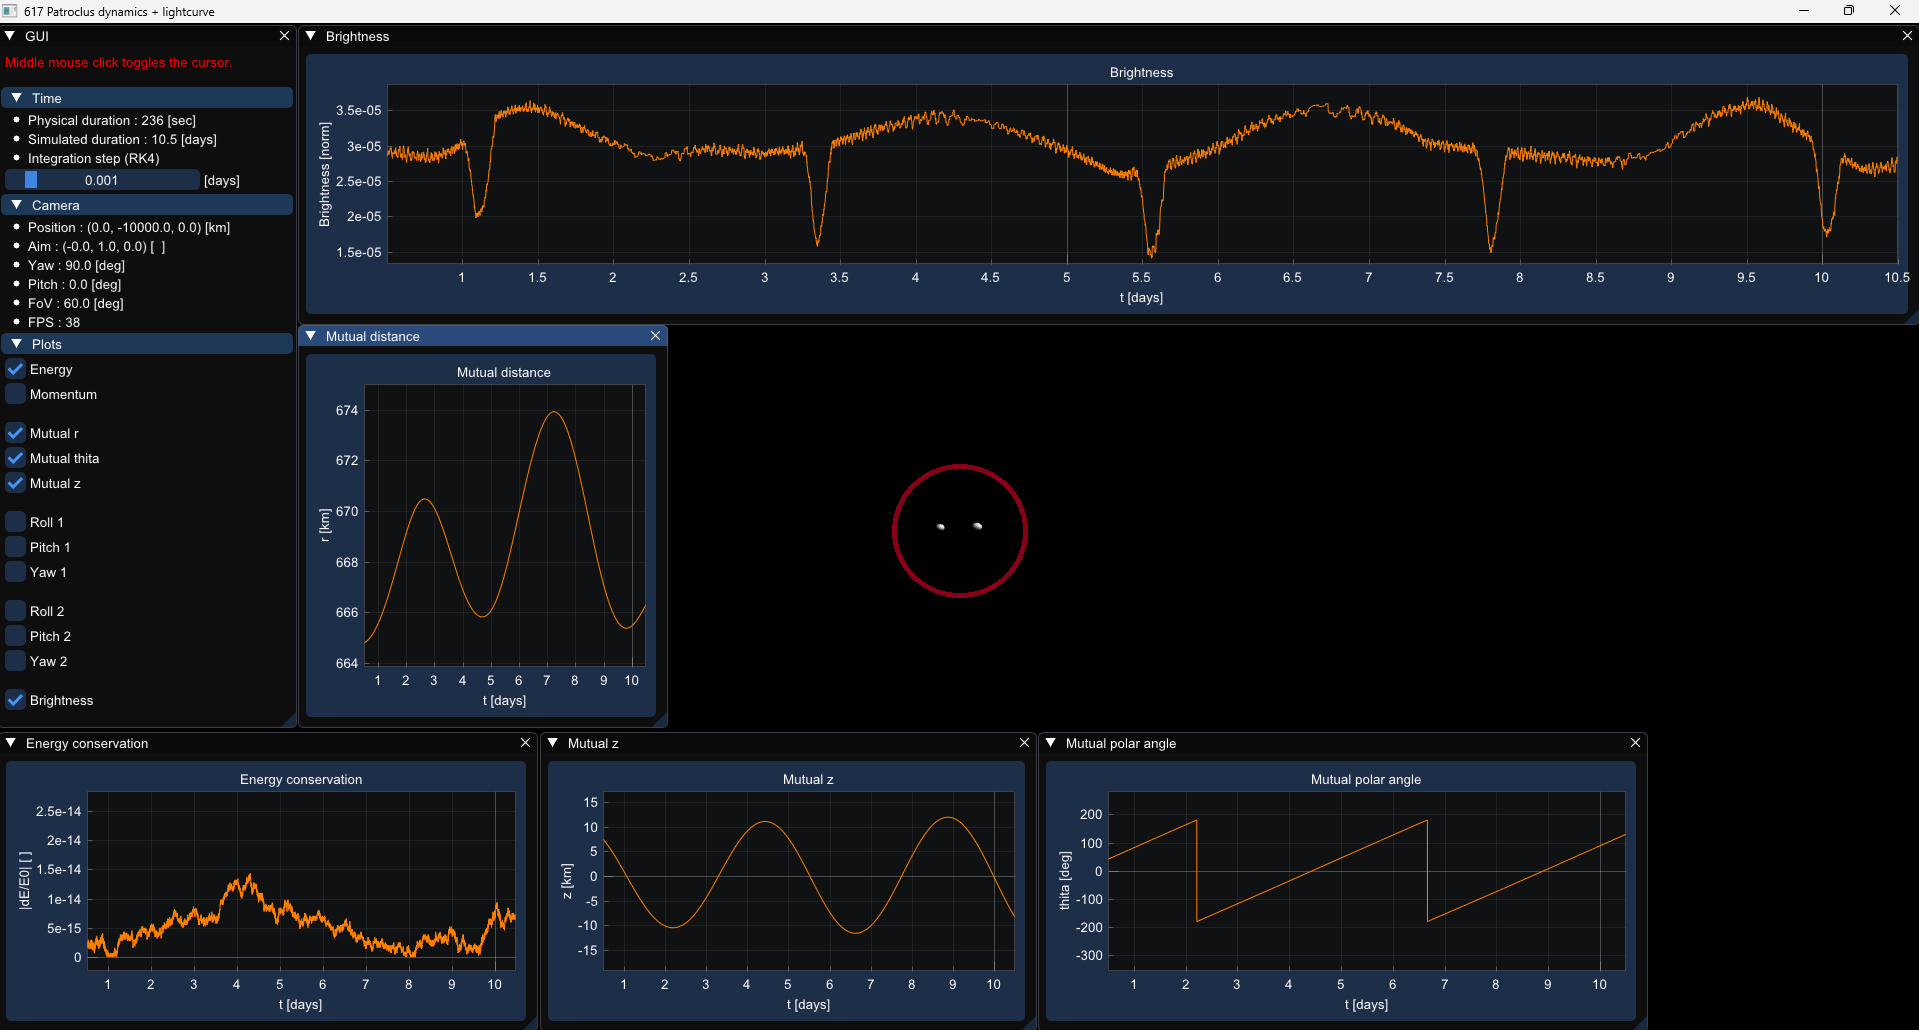 617 Patroclus dynamics + lightcurve
GUI
Middle mouse click toggles the cursor.
Time
Physical duration : 236 [sec]
Simulated duration : 10.5 [days]
Integration step (RK4)
0.001 [days]
Camera
Position : (0.0, -10000.0, 0.0) [km]
Aim : (-0.0, 1.0, 0.0) [ ]
Yaw : 90.0 [deg]
Pitch : 0.0 [deg]
FoV : 60.0 [deg]
FPS : 38
Plots
Energy
Momentum
Mutual r
Mutual thita
Mutual z
Roll 1
Pitch 1
Yaw 1
Roll 2
Pitch 2
Yaw 2
Brightness
Brightness
Brightness
Brightness [norm]
3.5e-05
3e-05
2.5e-05
2e-05
1.5e-05
1 1.5 2 2.5 3 3.5 4 4.5 5 5.5 6 6.5 7 7.5 8 8.5 9 9.5 10 10.5
t [days]
Mutual distance
Mutual distance
r [km]
674
672
670
668
666
664
1 2 3 4 5 6 7 8 9 10
t [days]
Energy conservation
Energy conservation
|dE/E0| [ ]
2.5e-14
2e-14
1.5e-14
1e-14
5e-15
0
1 2 3 4 5 6 7 8 9 10
t [days]
Mutual z
Mutual z
z [km]
15
10
5
0
-5
-10
-15
1 2 3 4 5 6 7 8 9 10
t [days]
Mutual polar angle
Mutual polar angle
thita [deg]
200
100
0
-100
-200
-300
1 2 3 4 5 6 7 8 9 10
t [days]